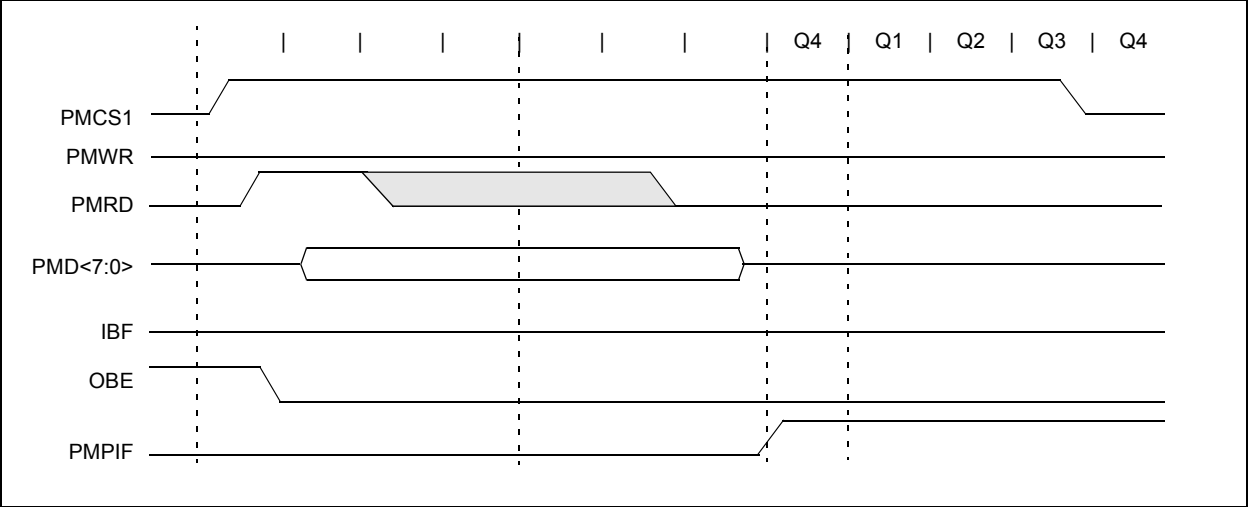 | | | | | | | Q4 | Q1 | Q2 | Q3 | Q4
PMCS1
PMWR
PMRD
PMD<7:0>
IBF
OBE
PMPIF